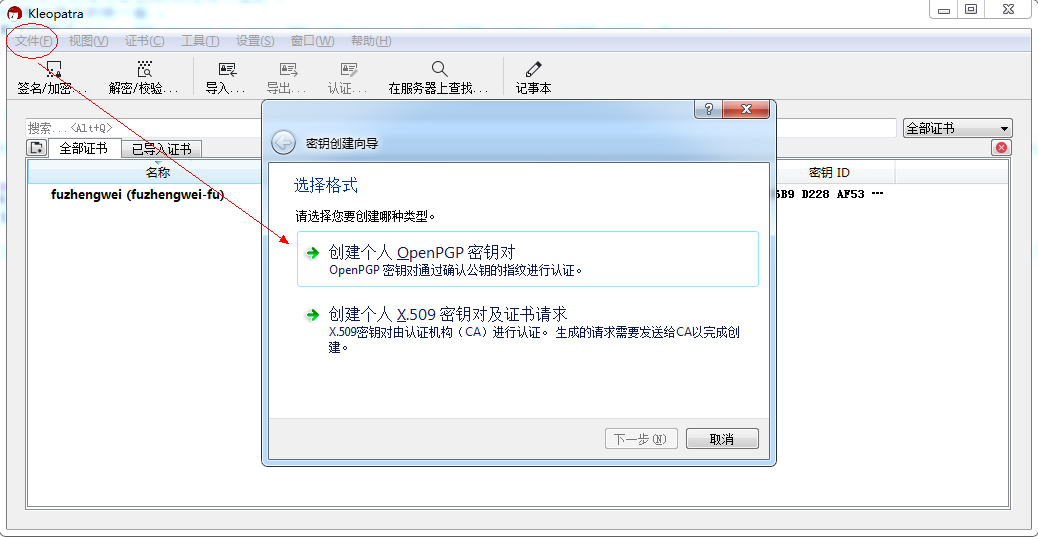 Kleopatra
文件(F) 视图(V) 证书(C) 工具(T) 设置(S) 窗口(W) 帮助(H)
签名/加密... 解密/校验... 导入... 导出... 认证... 在服务器上查找... 记事本
搜索...<Alt+Q> 全部证书
全部证书 已导入证书
名称 密钥 ID
fuzhengwei (fuzhengwei-fu) 5B9 D228 AF53 ···
密钥创建向导
选择格式
请选择您要创建哪种类型。
创建个人 OpenPGP 密钥对
OpenPGP 密钥对通过确认公钥的指纹进行认证。
创建个人 X.509 密钥对及证书请求
X.509密钥对由认证机构（CA）进行认证。 生成的请求需要发送给CA以完成创
建。
下一步(N) 取消